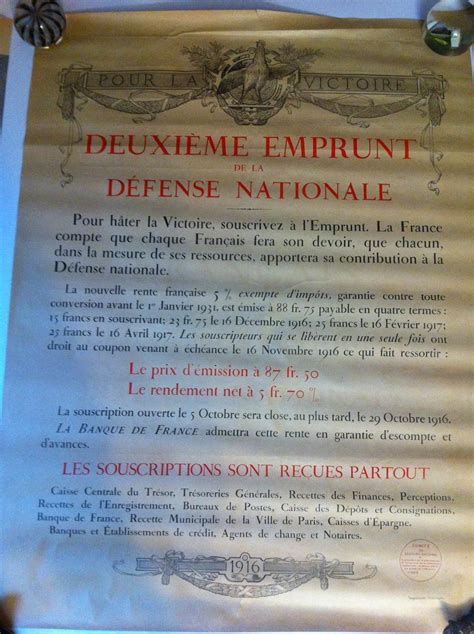 POUR LA VICTOIRE
DEUXIÈME EMPRUNT
DE LA
DÉFENSE NATIONALE
Pour hâter la Victoire, souscrivez à l'Emprunt. La France
compte que chaque Français fera son devoir, que chacun,
dans la mesure de ses ressources, apportera sa contribution à la
Défense nationale.
La nouvelle rente française 5 % exempte d'impôts, garantie contre toute
conversion avant le 1er Janvier 1931, est émise à 88 fr. 75 payable en quatre termes :
15 francs en souscrivant; 23 fr. 75 le 16 Décembre 1916; 25 francs le 16 Février 1917;
25 francs le 16 Avril 1917. Les souscripteurs qui se libèrent en une seule fois ont
droit au coupon venant à échéance le 16 Novembre 1916 ce qui fait ressortir :
Le prix d'émission à 87 fr. 50
Le rendement net à 5 fr. 70 %
La souscription ouverte le 5 Octobre sera close, au plus tard, le 29 Octobre 1916.
LA BANQUE DE FRANCE admettra cette rente en garantie d'escompte et
d'avances.
LES SOUSCRIPTIONS SONT REÇUES PARTOUT
Caisse Centrale du Trésor, Trésoreries Générales, Recettes des Finances, Perceptions,
Recettes de l'Enregistrement, Bureaux de Postes, Caisse des Dépôts et Consignations,
Banque de France, Recette Municipale de la Ville de Paris, Caisses d'Épargne.
Banques et Établissements de crédit, Agents de change et Notaires.
1916